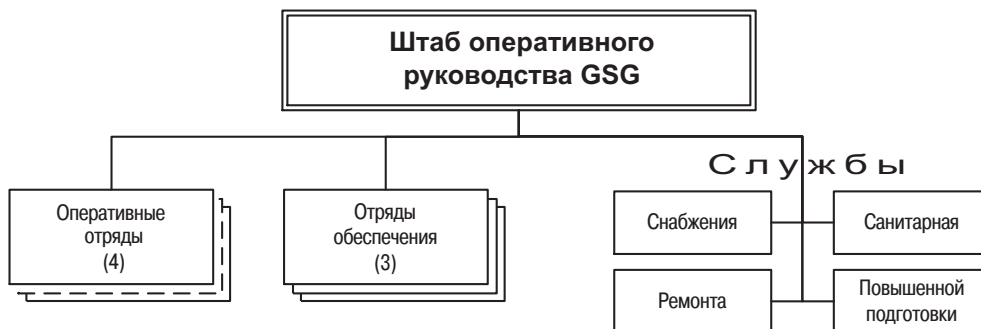 Штаб оперативного
руководства GSG
Службы
Оперативные
отряды
(4)
Отряды
обеспечения
(3)
Снабжения
Санитарная
Ремонта
Повышенной
подготовки